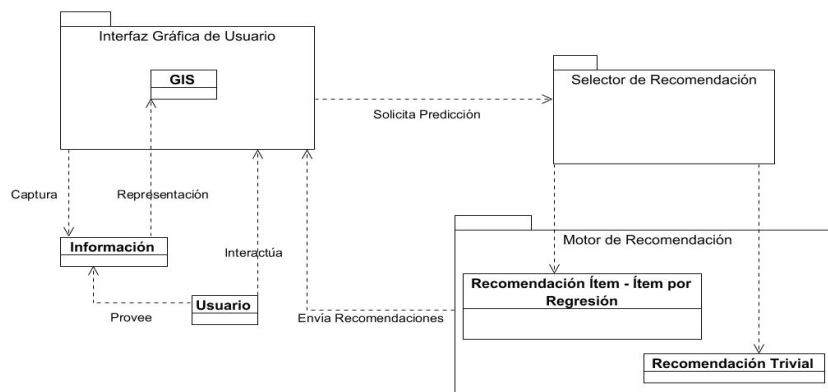 Interfaz Gráfica de Usuario
GIS
Selector de Recomendación
Solicita Predicción
Captura
Representación
Motor de Recomendación
Información
Interactúa
Recomendación Ítem - Ítem por
Regresión
Usuario
Provee
Envía Recomendaciones
Recomendación Trivial